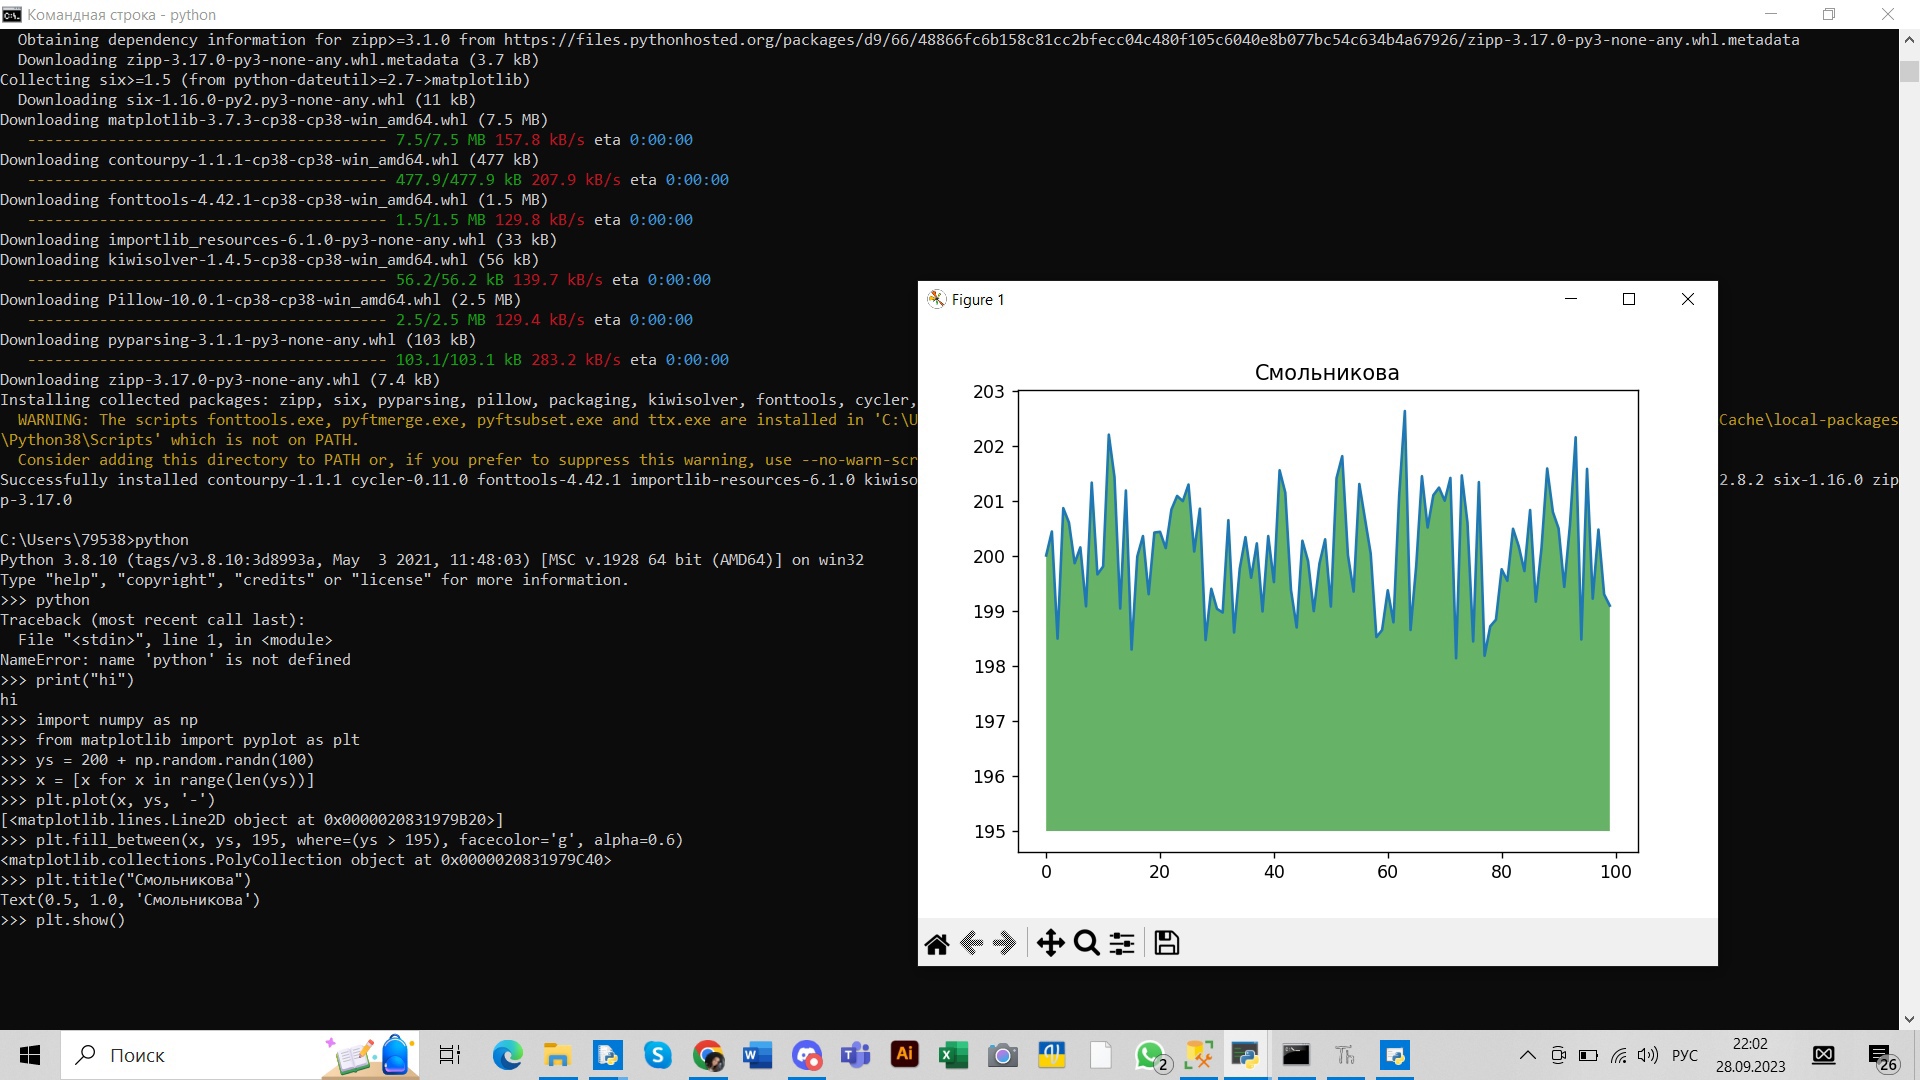 Командная строка - python
  Obtaining dependency information for zipp>=3.1.0 from https://files.pythonhosted.org/packages/d9/66/48866fc6b158c81cc2bfecc04c480f105c6040e8b077bc54c634b4a67926/zipp-3.17.0-py3-none-any.whl.metadata
  Downloading zipp-3.17.0-py3-none-any.whl.metadata (3.7 kB)
Collecting six>=1.5 (from python-dateutil>=2.7->matplotlib)
  Downloading six-1.16.0-py2.py3-none-any.whl (11 kB)
Downloading matplotlib-3.7.3-cp38-cp38-win_amd64.whl (7.5 MB)
   ---------------------------------------- 7.5/7.5 MB 157.8 kB/s eta 0:00:00
Downloading contourpy-1.1.1-cp38-cp38-win_amd64.whl (477 kB)
   ---------------------------------------- 477.9/477.9 kB 207.9 kB/s eta 0:00:00
Downloading fonttools-4.42.1-cp38-cp38-win_amd64.whl (1.5 MB)
   ---------------------------------------- 1.5/1.5 MB 129.8 kB/s eta 0:00:00
Downloading importlib_resources-6.1.0-py3-none-any.whl (33 kB)
Downloading kiwisolver-1.4.5-cp38-cp38-win_amd64.whl (56 kB)
   ---------------------------------------- 56.2/56.2 kB 139.7 kB/s eta 0:00:00
Downloading Pillow-10.0.1-cp38-cp38-win_amd64.whl (2.5 MB)
   ---------------------------------------- 2.5/2.5 MB 129.4 kB/s eta 0:00:00
Downloading pyparsing-3.1.1-py3-none-any.whl (103 kB)
   ---------------------------------------- 103.1/103.1 kB 283.2 kB/s eta 0:00:00
Downloading zipp-3.17.0-py3-none-any.whl (7.4 kB)
Installing collected packages: zipp, six, pyparsing, pillow, packaging, kiwisolver, fonttools, cycler,
  WARNING: The scripts fonttools.exe, pyftmerge.exe, pyftsubset.exe and ttx.exe are installed in 'C:\U Cache\local-packages
\Python38\Scripts' which is not on PATH.
  Consider adding this directory to PATH or, if you prefer to suppress this warning, use --no-warn-scr
Successfully installed contourpy-1.1.1 cycler-0.11.0 fonttools-4.42.1 importlib-resources-6.1.0 kiwiso 2.8.2 six-1.16.0 zip
p-3.17.0
C:\Users\79538>python
Python 3.8.10 (tags/v3.8.10:3d8993a, May  3 2021, 11:48:03) [MSC v.1928 64 bit (AMD64)] on win32
Type "help", "copyright", "credits" or "license" for more information.
>>> python
Traceback (most recent call last):
  File "<stdin>", line 1, in <module>
NameError: name 'python' is not defined
>>> print("hi")
hi
>>> import numpy as np
>>> from matplotlib import pyplot as plt
>>> ys = 200 + np.random.randn(100)
>>> x = [x for x in range(len(ys))]
>>> plt.plot(x, ys, '-')
[<matplotlib.lines.Line2D object at 0x0000020831979B20>]
>>> plt.fill_between(x, ys, 195, where=(ys > 195), facecolor='g', alpha=0.6)
<matplotlib.collections.PolyCollection object at 0x0000020831979C40>
>>> plt.title("Смольникова")
Text(0.5, 1.0, 'Смольникова')
>>> plt.show()
Figure 1
Смольникова
203
202
201
200
199
198
197
196
195
0 20 40 60 80 100
Поиск
Ai
2
Th
РУС
22:02
28.09.2023
26